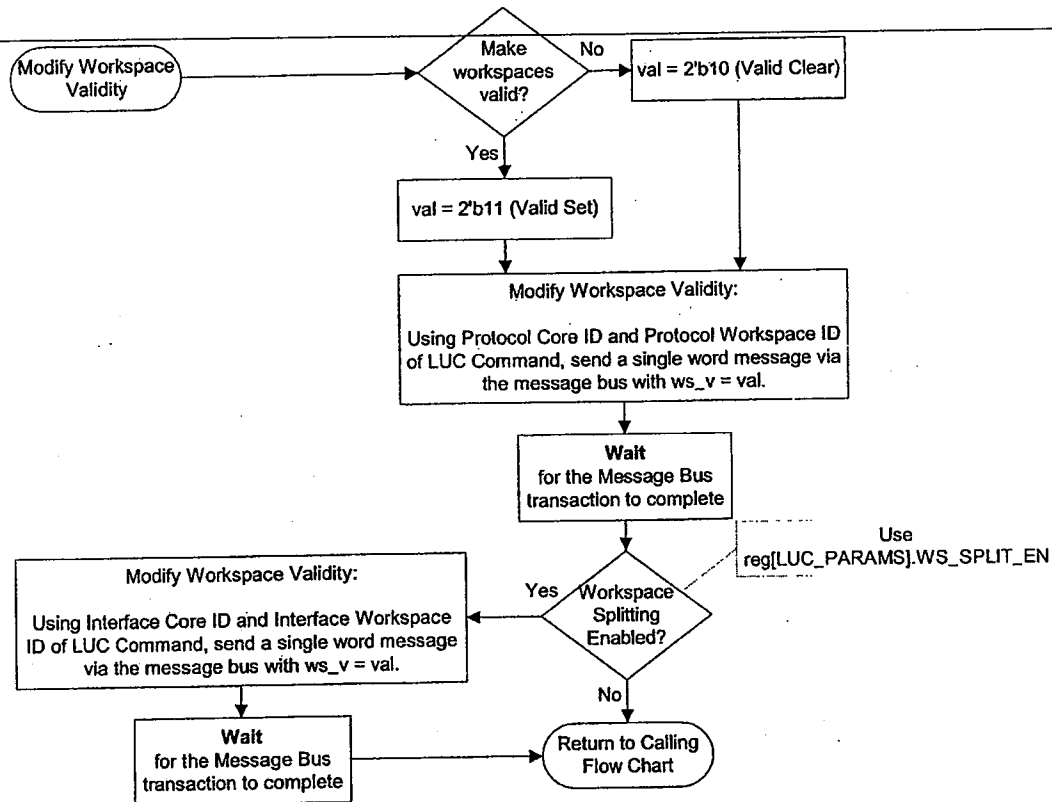 Modify Workspace
Validity
Make
workspaces
valid?
No
val = 2'b10 (Valid Clear)
Yes
val = 2'b11 (Valid Set)
Modify Workspace Validity:
Using Protocol Core ID and Protocol Workspace ID
of LUC Command, send a single word message via
the message bus with ws_v = val.
Wait
for the Message Bus
transaction to complete
Use
reg[LUC_PARAMS].WS_SPLIT_EN
Workspace
Splitting
Enabled?
Yes
Modify Workspace Validity:
Using Interface Core ID and Interface Workspace
ID of LUC Command, send a single word message
via the message bus with ws_v = val.
No
Wait
for the Message Bus
transaction to complete
Return to Calling
Flow Chart